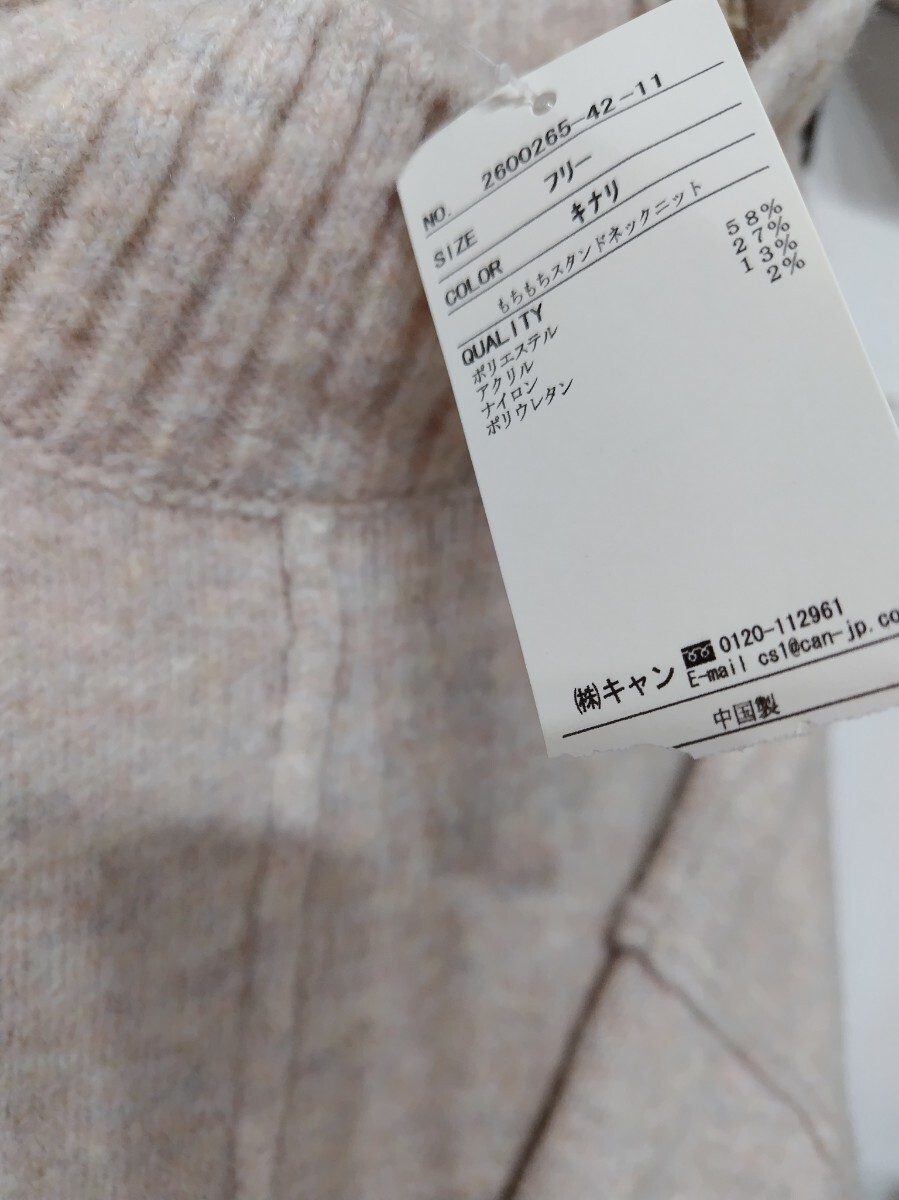 NO. 2600265-42-11
SIZE フリー
COLOR キナリ
もちもちスタンドネックニット
QUALITY
ポリエステル 58%
アクリル 27%
ナイロン 13%
ポリウレタン 2%
㈱キャン 0120-112961
E-mail cs1@can-jp.co
中国製